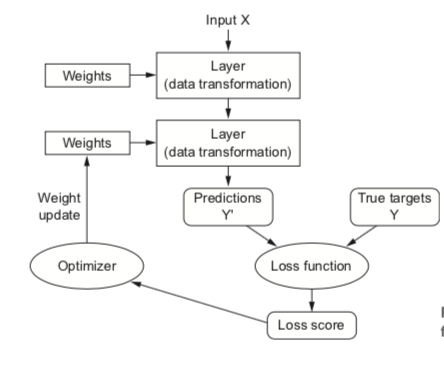 Input X
Layer
(data transformation)
Weights
Layer
(data transformation)
Weights
Weight
update
Predictions
Y'
True targets
Y
Optimizer
Loss function
Loss score